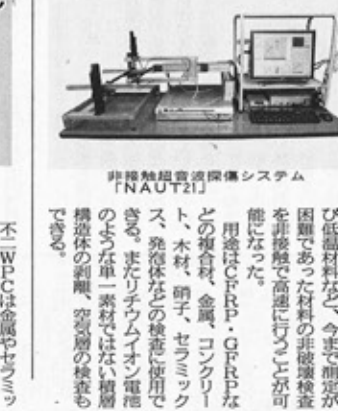 非接触超音波探傷システム
「NAUT21」
び低温材料など、今まで測定が
困難であった材料の非破壊検査
を非接触で高速に行うことが可
能になった。
用途はCFRP・GFRPな
どの複合材、金属、コンクリー
ト、木材、硝子、セラミック
ス、発泡体などの検査に使用で
きる。またリチウムイオン電池
のような単一素材ではない積層
構造体の剥離、空気層の検査も
できる。
不二WPCは金属やセラミッ